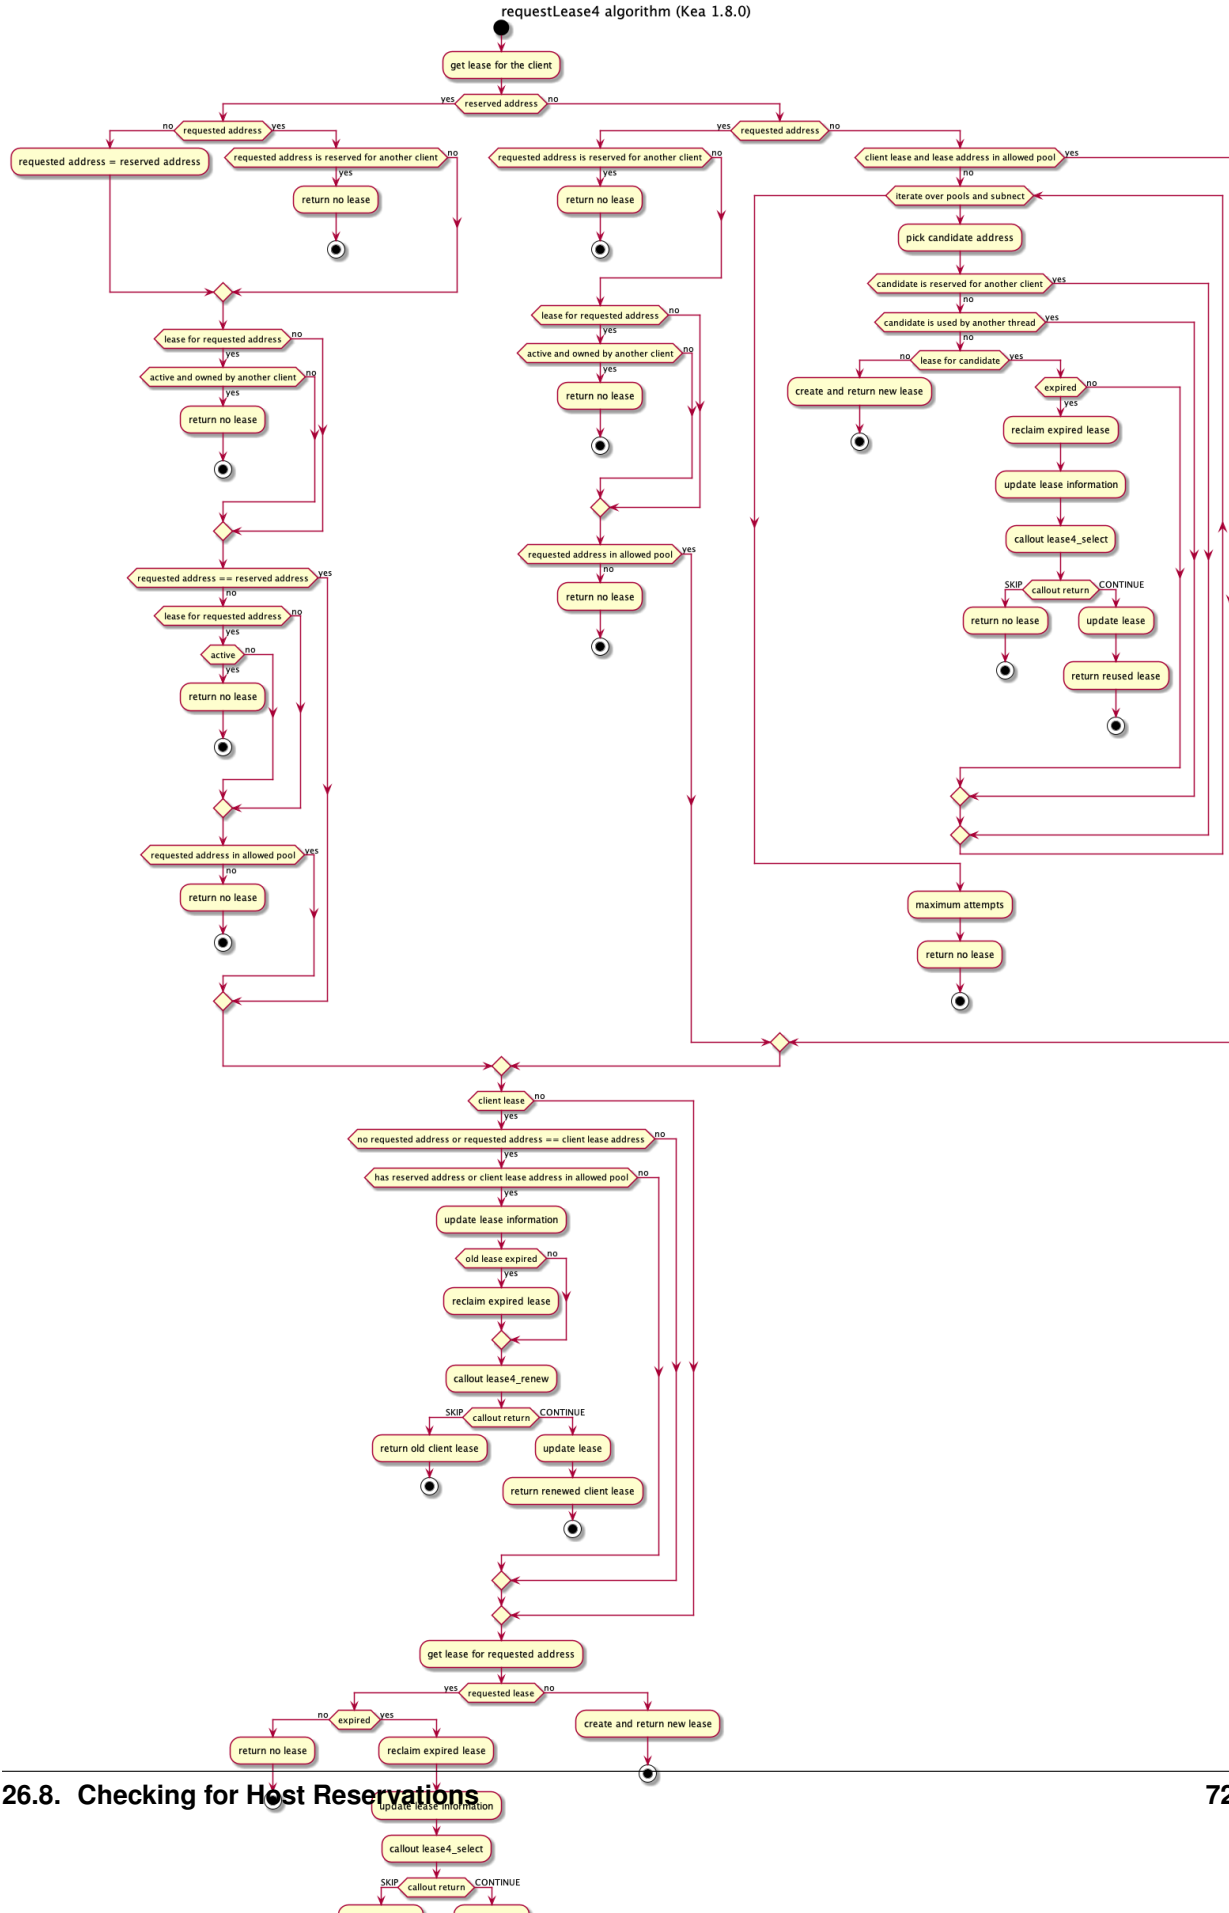 requestLease4 algorithm (Kea 1.8.0)
get lease for the client
yes reserved address no
no requested address yes
requested address = reserved address
requested address is reserved for another client no
yes
return no lease
lease for requested address no
yes
active and owned by another client no
yes
return no lease
requested address == reserved address yes
no
lease for requested address no
yes
active no
yes
return no lease
requested address in allowed pool yes
no
return no lease
yes requested address no
requested address is reserved for another client no
yes
return no lease
lease for requested address no
yes
active and owned by another client no
yes
return no lease
requested address in allowed pool yes
no
return no lease
client lease and lease address in allowed pool yes
no
iterate over pools and subnect
pick candidate address
candidate is reserved for another client yes
no
candidate is used by another thread yes
no
no lease for candidate yes
create and return new lease
expired no
yes
reclaim expired lease
update lease information
callout lease4_select
SKIP callout return CONTINUE
return no lease
update lease
return reused lease
maximum attempts
return no lease
client lease no
yes
no requested address or requested address == client lease address no
yes
has reserved address or client lease address in allowed pool no
yes
update lease information
old lease expired no
yes
reclaim expired lease
callout lease4_renew
SKIP callout return CONTINUE
return old client lease
update lease
return renewed client lease
get lease for requested address
yes requested lease no
no expired yes
create and return new lease
return no lease
reclaim expired lease
26.8. Checking for Host Reservations 72
update lease information
callout lease4_select
SKIP callout return CONTINUE